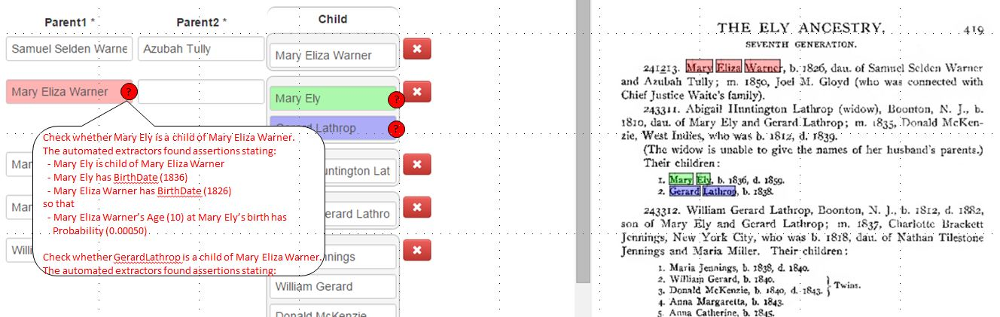 Parent1 *
Parent2 *
Child
Samuel Selden Warne
Azubah Tully
Mary Eliza Warner
Mary Eliza Warner
?
Mary Ely
?
Lathrop
?
Check whether Mary Ely is a child of Mary Eliza Warner.
The automated extractors found assertions stating:
- Mary Ely is child of Mary Eliza Warner
- Mary Ely has BirthDate (1836)
- Mary Eliza Warner has BirthDate (1826)
so that
- Mary Eliza Warner's Age (10) at Mary Ely's birth has
Probability (0.00050)
Check whether GerardLathrop is a child of Mary Eliza Warner.
The automated extractors found assertions stating:
Mar
untington Lat
Mar
erard Lathro
Willi
nnings
William Gerard
Donald McKenzie
THE ELY ANCESTRY.
419
SEVENTH GENERATION.
241213. Mary Eliza Warner, b. 1826, dau. of Samuel Selden Warner
and Azubah Tully; m. 1850, Joel M. Gloyd (who was connected with
Chief Justice Waite's family).
243311. Abigail Huntington Lathrop (widow), Boonton, N. J., b.
1810, dau. of Mary Ely and Gerard Lathrop; m. 1835, Donald McKen-
zie, West Indies, who was b. 1812, d. 1839.
(The widow is unable to give the names of her husband's parents.)
Their children:
1. Mary Ely, b. 1836, d. 1859.
2. Gerard Lathrop, b. 1838.
243312. William Gerard Lathrop, Boonton, N. J., b. 1812, d. 1882,
son of Mary Ely and Gerard Lathrop; m. 1837, Charlotte Brackett
Jennings, New York City, who was b. 1818, dau. of Nathan Tilestone
Jennings and Maria Miller. Their children:
1. Maria Jennings, b. 1838, d. 1840.
2. William Gerard, b. 1840.
3. Donald McKenzie, b. 1840, d. 1843.
} Twins.
4. Anna Margaretta, b. 1843.
5. Anna Catherine, b. 1845.